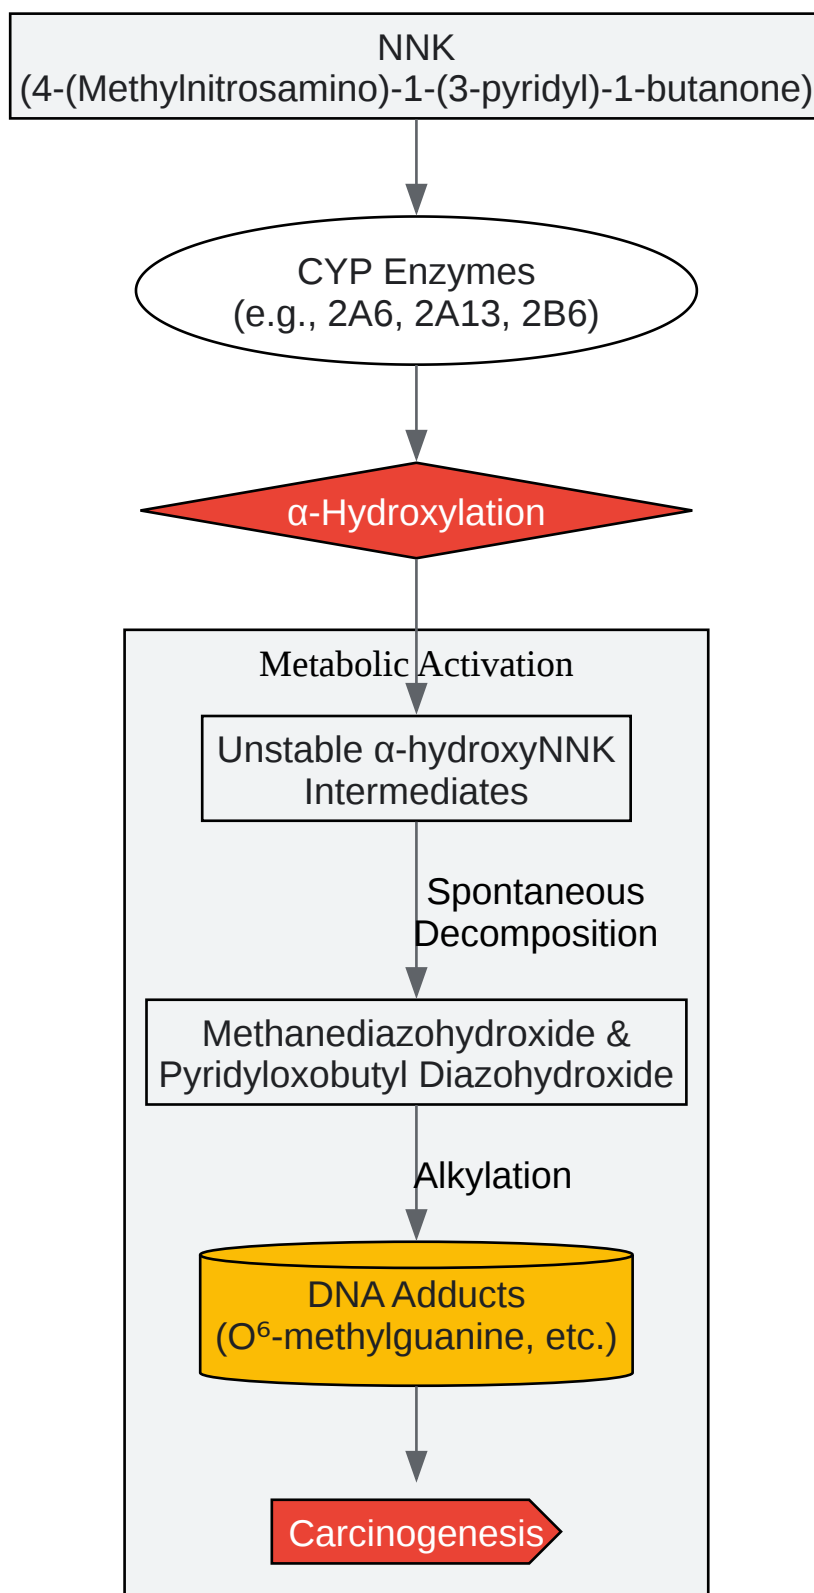 NNK
(4-(Methylnitrosamino)-1-(3-pyridyl)-1-butanone)
CYP Enzymes
(e.g., 2A6, 2A13, 2B6)
α-Hydroxylation
Metabolic Activation
Unstable α-hydroxyNNK
Intermediates
Spontaneous
Decomposition
Methanediazohydroxide &
Pyridyloxobutyl Diazohydroxide
Alkylation
DNA Adducts
(O⁶-methylguanine, etc.)
Carcinogenesis